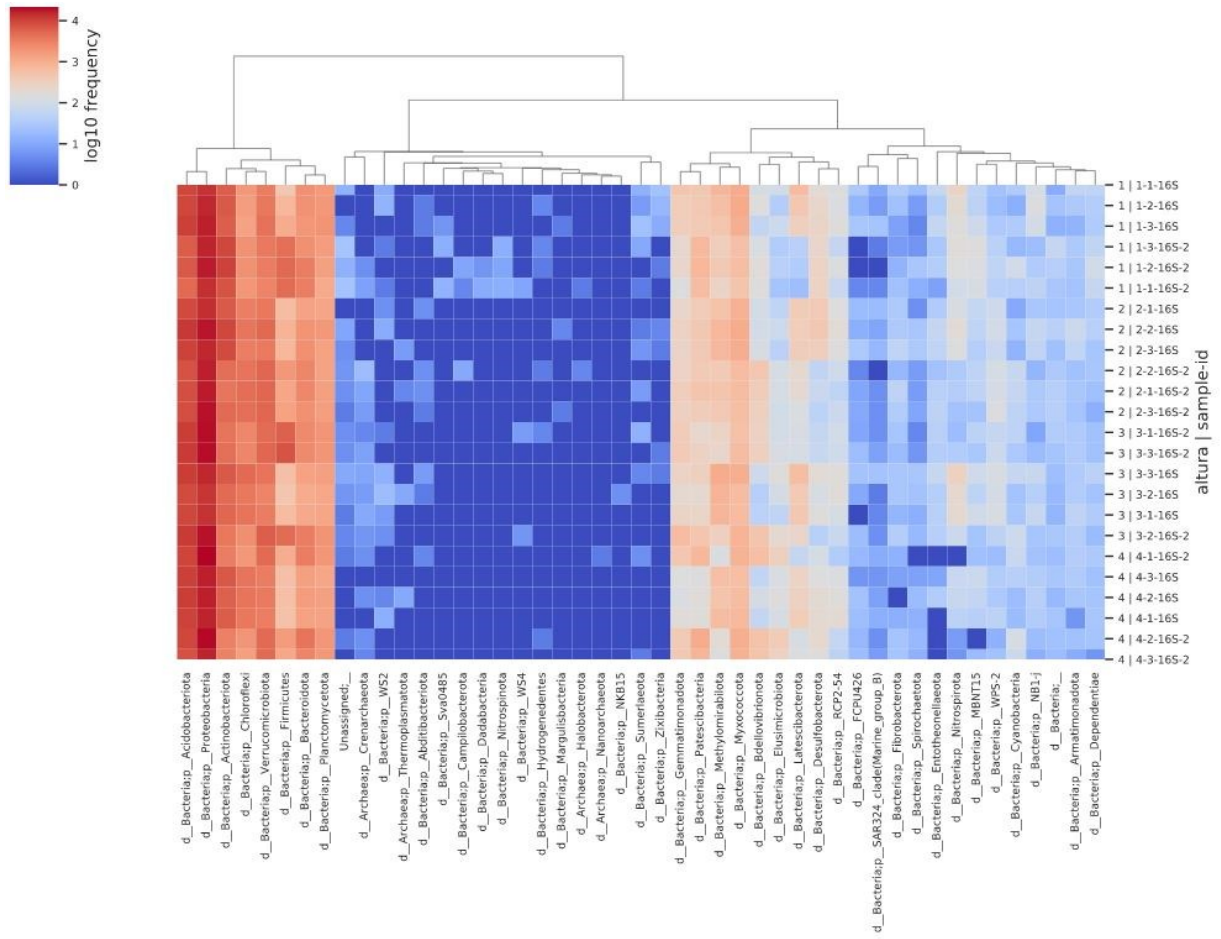 4
3
2
1
0
log10 frequency
1 | 1-1-16S
1 | 1-2-16S
1 | 1-3-16S
1 | 1-3-16S-2
1 | 1-2-16S-2
1 | 1-1-16S-2
2 | 2-1-16S
2 | 2-2-16S
2 | 2-3-16S
2 | 2-2-16S-2
2 | 2-1-16S-2
2 | 2-3-16S-2
3 | 3-1-16S-2
3 | 3-3-16S-2
3 | 3-3-16S
3 | 3-2-16S
3 | 3-1-16S
3 | 3-2-16S-2
4 | 4-1-16S-2
4 | 4-3-16S
4 | 4-2-16S
4 | 4-1-16S
4 | 4-2-16S-2
4 | 4-3-16S-2
altura | sample-id
d__Bacteria;p__Acidobacteriota
d__Bacteria;p__Proteobacteria
d__Bacteria;p__Actinobacteriota
d__Bacteria;p__Chloroflexi
d__Bacteria;p__Verrucomicrobiota
d__Bacteria;p__Firmicutes
d__Bacteria;p__Bacteroidota
d__Bacteria;p__Planctomycetota
Unassigned;__
d__Archaea;p__Crenarchaeota
d__Bacteria;p__WS2
d__Archaea;p__Thermoplasmatota
d__Bacteria;p__Abditibacteriota
d__Bacteria;p__Sva0485
d__Bacteria;p__Campilobacterota
d__Bacteria;p__Dadabacteria
d__Bacteria;p__Nitrospinota
d__Bacteria;p__WS4
d__Bacteria;p__Hydrogenedentes
d__Bacteria;p__Margulisbacteria
d__Archaea;p__Halobacterota
d__Archaea;p__Nanoarchaeota
d__Bacteria;p__NKB15
d__Bacteria;p__Sumerlaeota
d__Bacteria;p__Zixibacteria
d__Bacteria;p__Gemmatimonadota
d__Bacteria;p__Patescibacteria
d__Bacteria;p__Methylomirabilota
d__Bacteria;p__Myxococcota
d__Bacteria;p__Bdellovibrionota
d__Bacteria;p__Elusimicrobiota
d__Bacteria;p__Latescibacterota
d__Bacteria;p__Desulfobacterota
d__Bacteria;p__RCP2-54
d__Bacteria;p__FCPU426
d__Bacteria;p__SAR324_clade(Marine_group_B)
d__Bacteria;p__Fibrobacterota
d__Bacteria;p__Spirochaetota
d__Bacteria;p__Entotheonellaeota
d__Bacteria;p__Nitrospirota
d__Bacteria;p__MBNT15
d__Bacteria;p__WPS-2
d__Bacteria;p__Cyanobacteria
d__Bacteria;p__NB1-j
d__Bacteria;__
d__Bacteria;p__Armatimonadota
d__Bacteria;p__Dependentiae